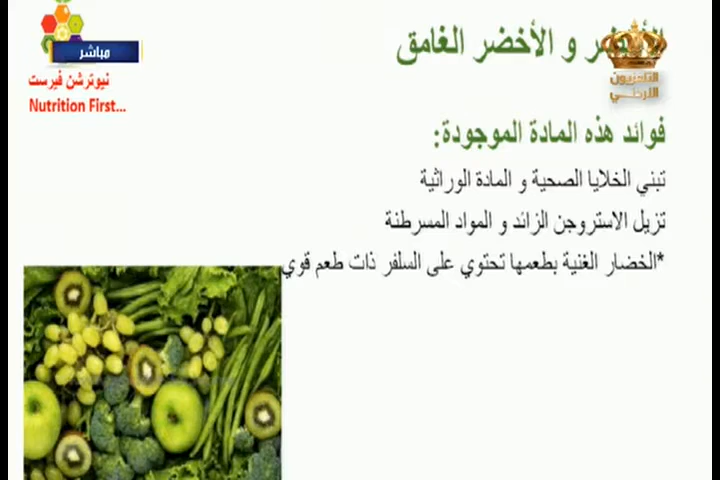 و الأخضر الغامق
مباشر
نيوترشن فيرست
Nutrition First...
التلفزيون
الأردني
فوائد هذه المادة الموجودة:
تبني الخلايا الصحية و المادة الوراثية
تزيل الاستروجن الزائد و المواد المسرطنة
*الخضار الغنية بطعمها تحتوي على السلفر ذات طعم قوي